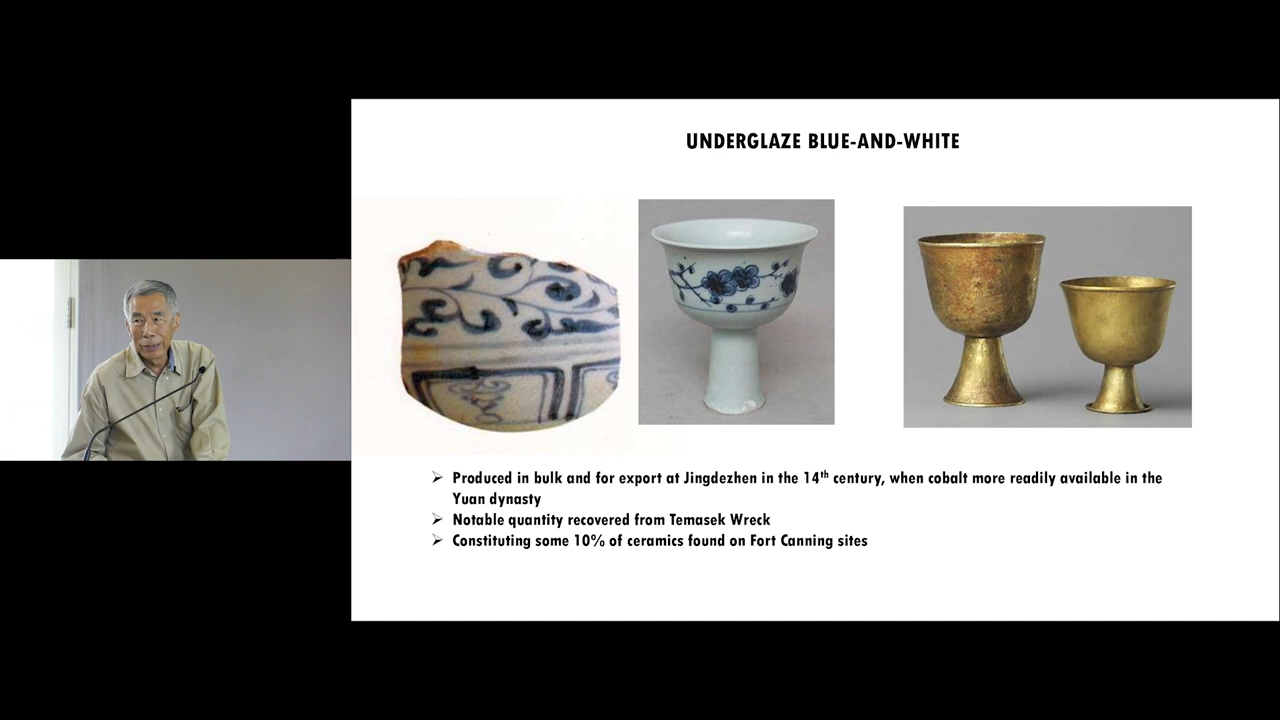 UNDERGLAZE BLUE-AND-WHITE
➢ Produced in bulk and for export at Jingdezhen in the 14th century, when cobalt more readily available in the
Yuan dynasty
➢ Notable quantity recovered from Temasek Wreck
➢ Constituting some 10% of ceramics found on Fort Canning sites